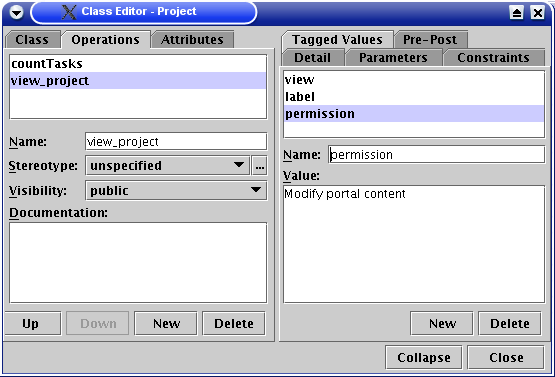 Class Editor - Project
Class Operations Attributes
countTasks
view_project
Name: view_project
Stereotype: unspecified ...
Visibility: public
Documentation:
Up Down New Delete
Tagged Values Pre-Post
Detail Parameters Constraints
view
label
permission
Name: permission
Value:
Modify portal content
New Delete
Collapse Close